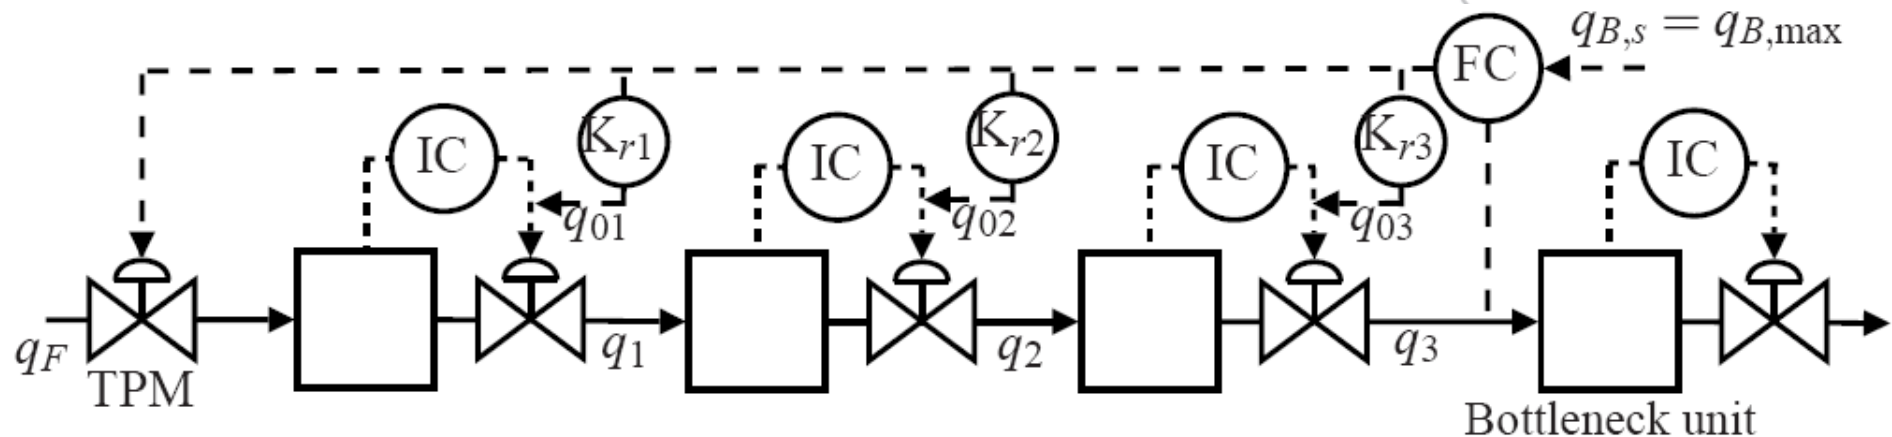 FC
q_{B,s} = q_{B,max}
IC
K_{r1}
IC
K_{r2}
IC
K_{r3}
IC
q_{01}
q_{02}
q_{03}
q_F
TPM
q_1
q_2
q_3
Bottleneck unit